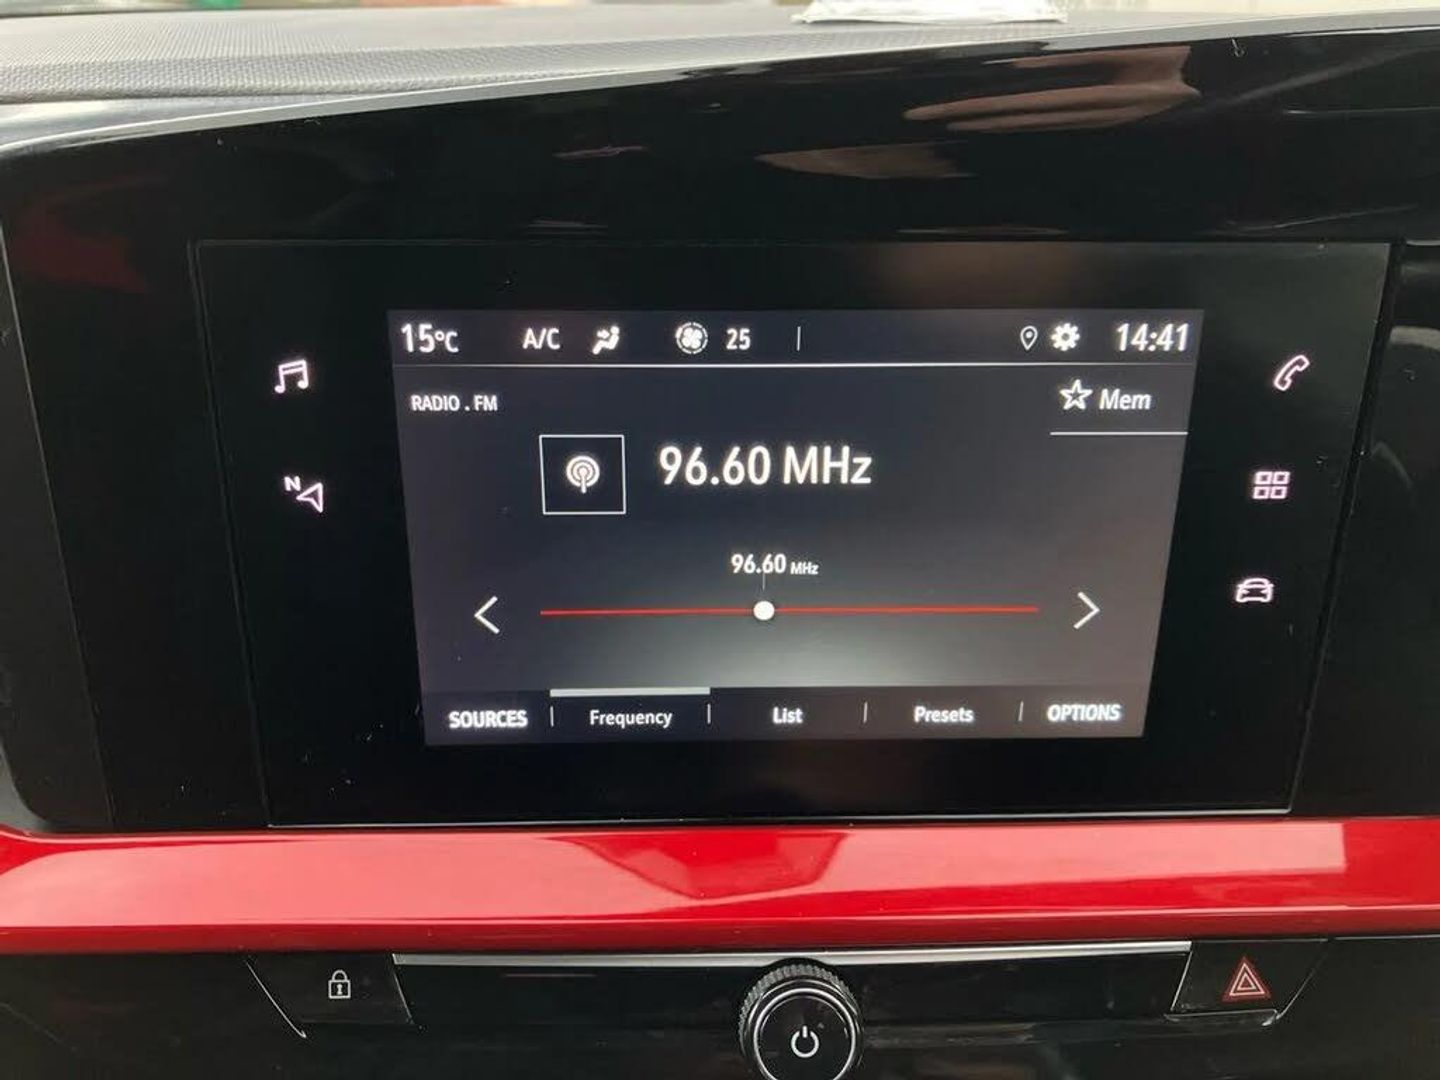 15°C A/C 25 14:41
RADIO . FM
Mem
96.60 MHz
96.60 MHz
N
SOURCES Frequency List Presets OPTIONS